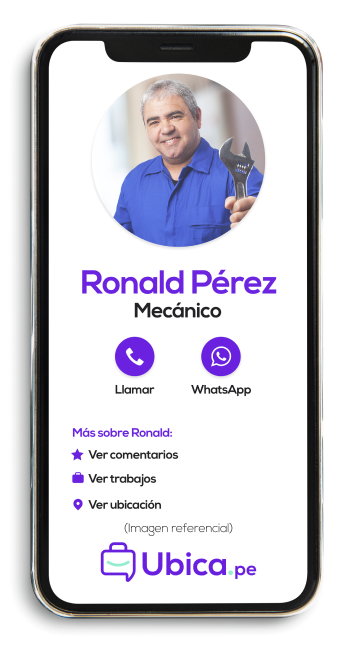 Ronald Pérez
Mecánico
Llamar
WhatsApp
Más sobre Ronald:
Ver comentarios
Ver trabajos
Ver ubicación
(Imagen referencial)
Ubica.pe